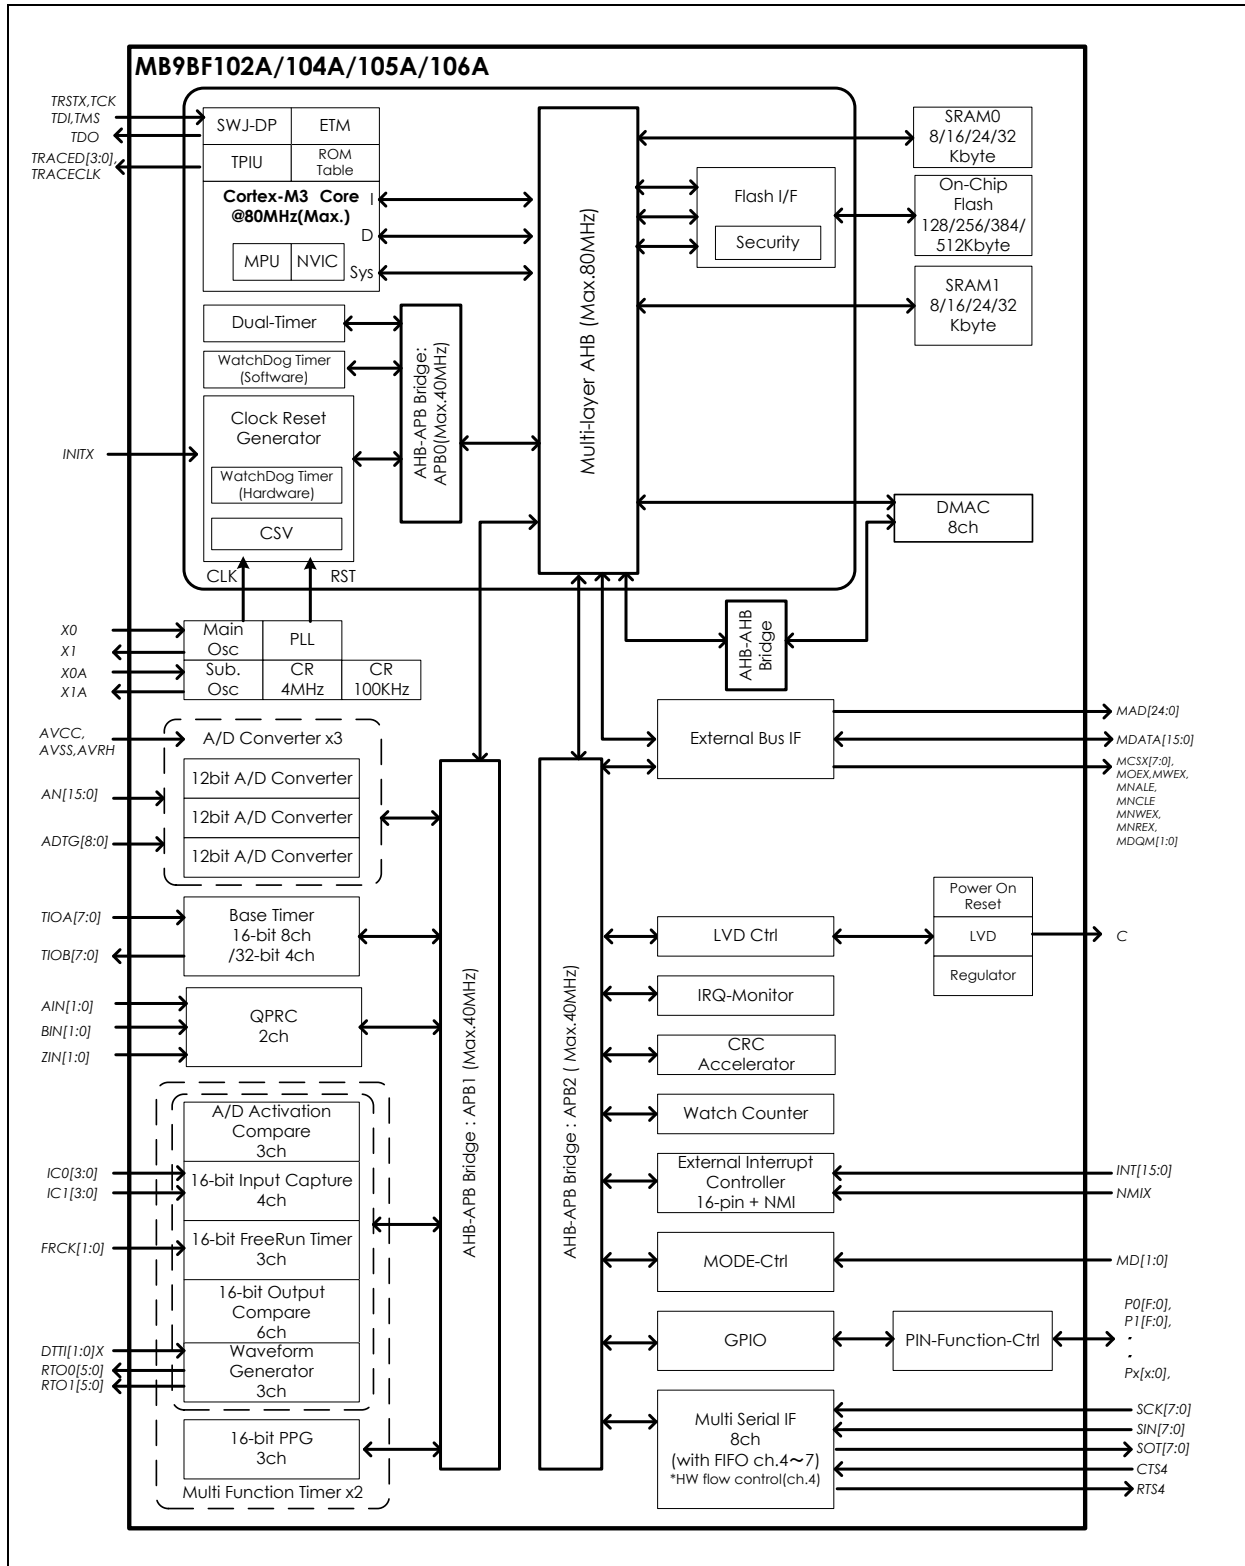 MB9BF102A/104A/105A/106A
TRSTX,TCK
TDI,TMS
TDO
TRACED[3:0],
TRACECLK
SWJ-DP
ETM
TPIU
ROM
Table
Cortex-M3 Core
@80MHz(Max.)
I
D
Sys
MPU
NVIC
Dual-Timer
WatchDog Timer
(Software)
Clock Reset
Generator
WatchDog Timer
(Hardware)
CSV
CLK
RST
INITX
AHB-APB Bridge:
APB0(Max.40MHz)
Multi-layer AHB (Max.80MHz)
Flash I/F
Security
SRAM0
8/16/24/32
Kbyte
On-Chip
Flash
128/256/384/
512Kbyte
SRAM1
8/16/24/32
Kbyte
DMAC
8ch
AHB-AHB
Bridge
X0
X1
X0A
X1A
Main
Osc
PLL
Sub.
Osc
CR
4MHz
CR
100KHz
AVCC,
AVSS,AVRH
AN[15:0]
ADTG[8:0]
A/D Converter x3
12bit A/D Converter
12bit A/D Converter
12bit A/D Converter
TIOA[7:0]
TIOB[7:0]
Base Timer
16-bit 8ch
/32-bit 4ch
AIN[1:0]
BIN[1:0]
ZIN[1:0]
QPRC
2ch
A/D Activation
Compare
3ch
IC0[3:0]
IC1[3:0]
16-bit Input Capture
4ch
FRCK[1:0]
16-bit FreeRun Timer
3ch
16-bit Output
Compare
6ch
DTTI[1:0]X
RTO0[5:0]
RTO1[5:0]
Waveform
Generator
3ch
16-bit PPG
3ch
Multi Function Timer x2
AHB-APB Bridge : APB1 (Max.40MHz)
AHB-APB Bridge : APB2 ( Max.40MHz)
External Bus IF
MAD[24:0]
MDATA[15:0]
MCSX[7:0],
MOEX,MWEX,
MNALE,
MNCLE
MNWEX,
MNREX,
MDQM[1:0]
LVD Ctrl
Power On
Reset
LVD
Regulator
C
IRQ-Monitor
CRC
Accelerator
Watch Counter
External Interrupt
Controller
16-pin + NMI
INT[15:0]
NMIX
MODE-Ctrl
MD[1:0]
GPIO
PIN-Function-Ctrl
P0[F:0],
P1[F:0],
.
.
Px[x:0],
Multi Serial IF
8ch
(with FIFO ch.4~7)
*HW flow control(ch.4)
SCK[7:0]
SIN[7:0]
SOT[7:0]
CTS4
RTS4